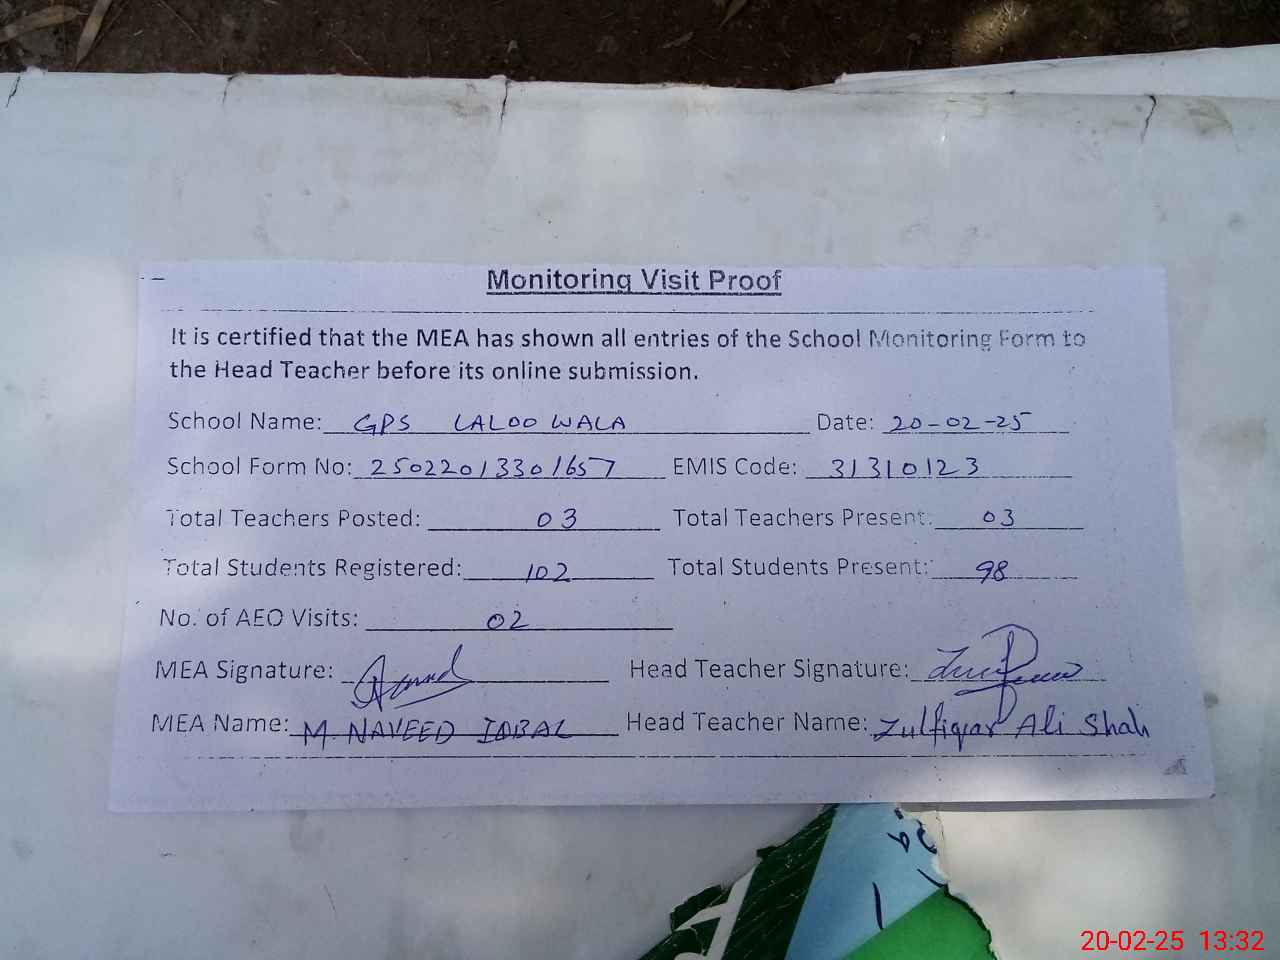 Monitoring Visit Proof
It is certified that the MEA has shown all entries of the School Monitoring Form to
the Head Teacher before its online submission.
School Name: GPS LALOO WALA Date: 20-02-25
School Form No: 25022013301657 EMIS Code: 31310123
Total Teachers Posted: 03 Total Teachers Present: 03
Total Students Registered: 102 Total Students Present: 98
No. of AEO Visits: 02
MEA Signature: Head Teacher Signature:
MEA Name: M. NAVEED IQBAL Head Teacher Name: Zulfiqar Ali Shah
20-02-25 13:32